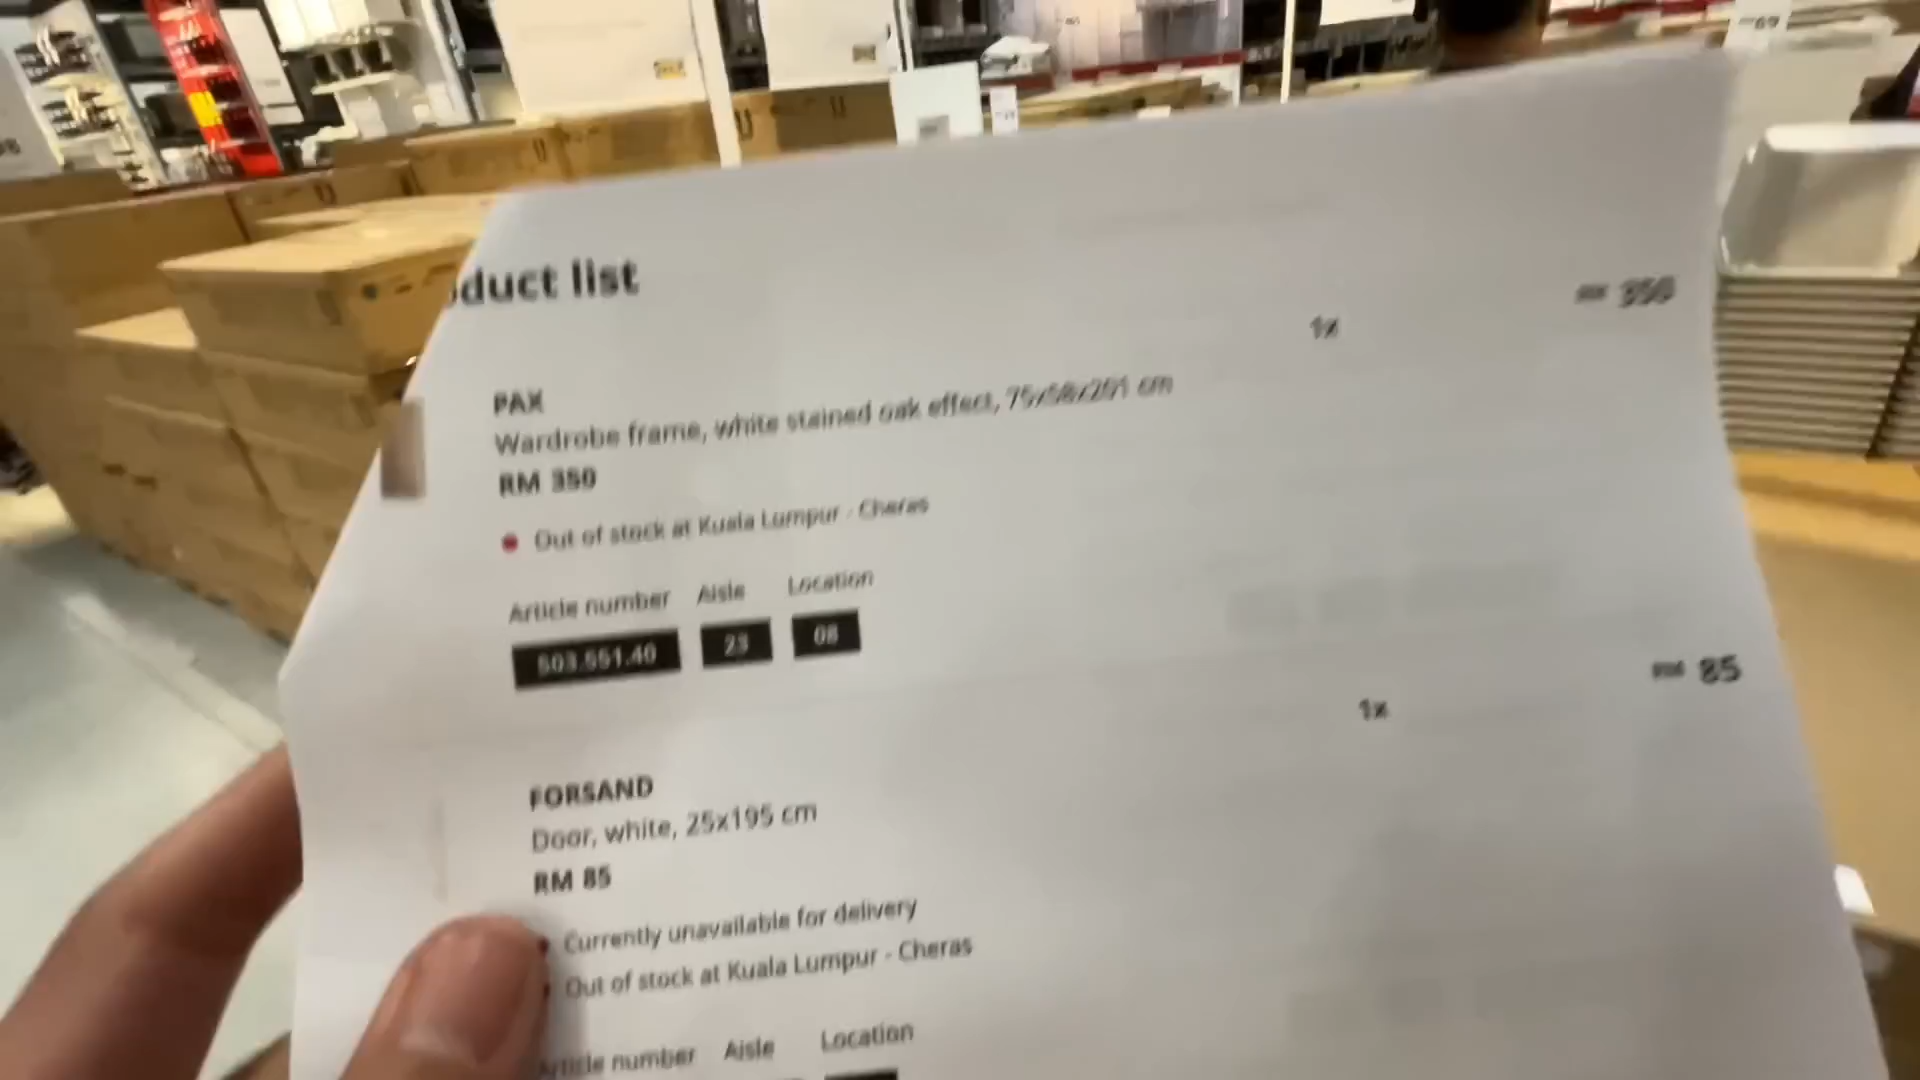 duct list
RM 350
1x
PAX
Wardrobe frame, white stained oak effect, 75x58x201 cm
RM 350
Out of stock at Kuala Lumpur - Cheras
Article number Aisle Location
503.551.40 23 08
RM 85
1x
FORSAND
Door, white, 25x195 cm
RM 85
Currently unavailable for delivery
Out of stock at Kuala Lumpur - Cheras
Article number Aisle Location